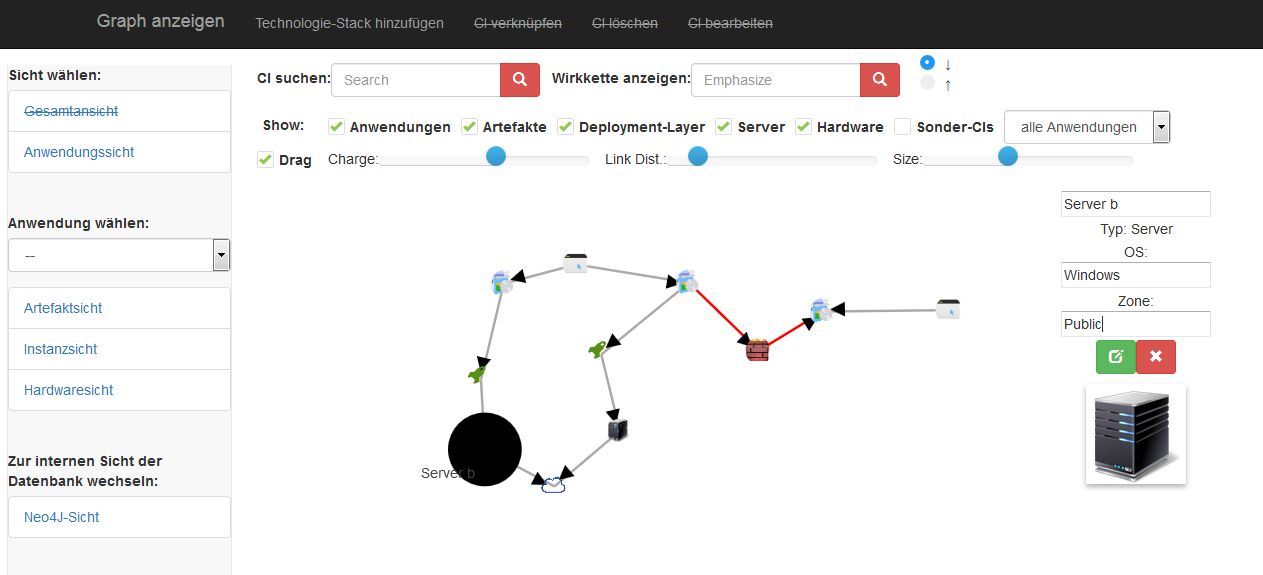 Graph anzeigen
Technologie-Stack hinzufügen
CI verknüpfen
CI löschen
CI bearbeiten
Sicht wählen:
Gesamtansicht
Anwendungssicht
Anwendung wählen:
--
Artefaktsicht
Instanzsicht
Hardwaresicht
Zur internen Sicht der
Datenbank wechseln:
Neo4J-Sicht
CI suchen: Search
Wirkkette anzeigen: Emphasize
↓
↑
Show: Anwendungen Artefakte Deployment-Layer Server Hardware Sonder-CIs alle Anwendungen
Drag Charge: Link Dist.: Size:
Server b
Server b
Typ: Server
OS:
Windows
Zone:
Public